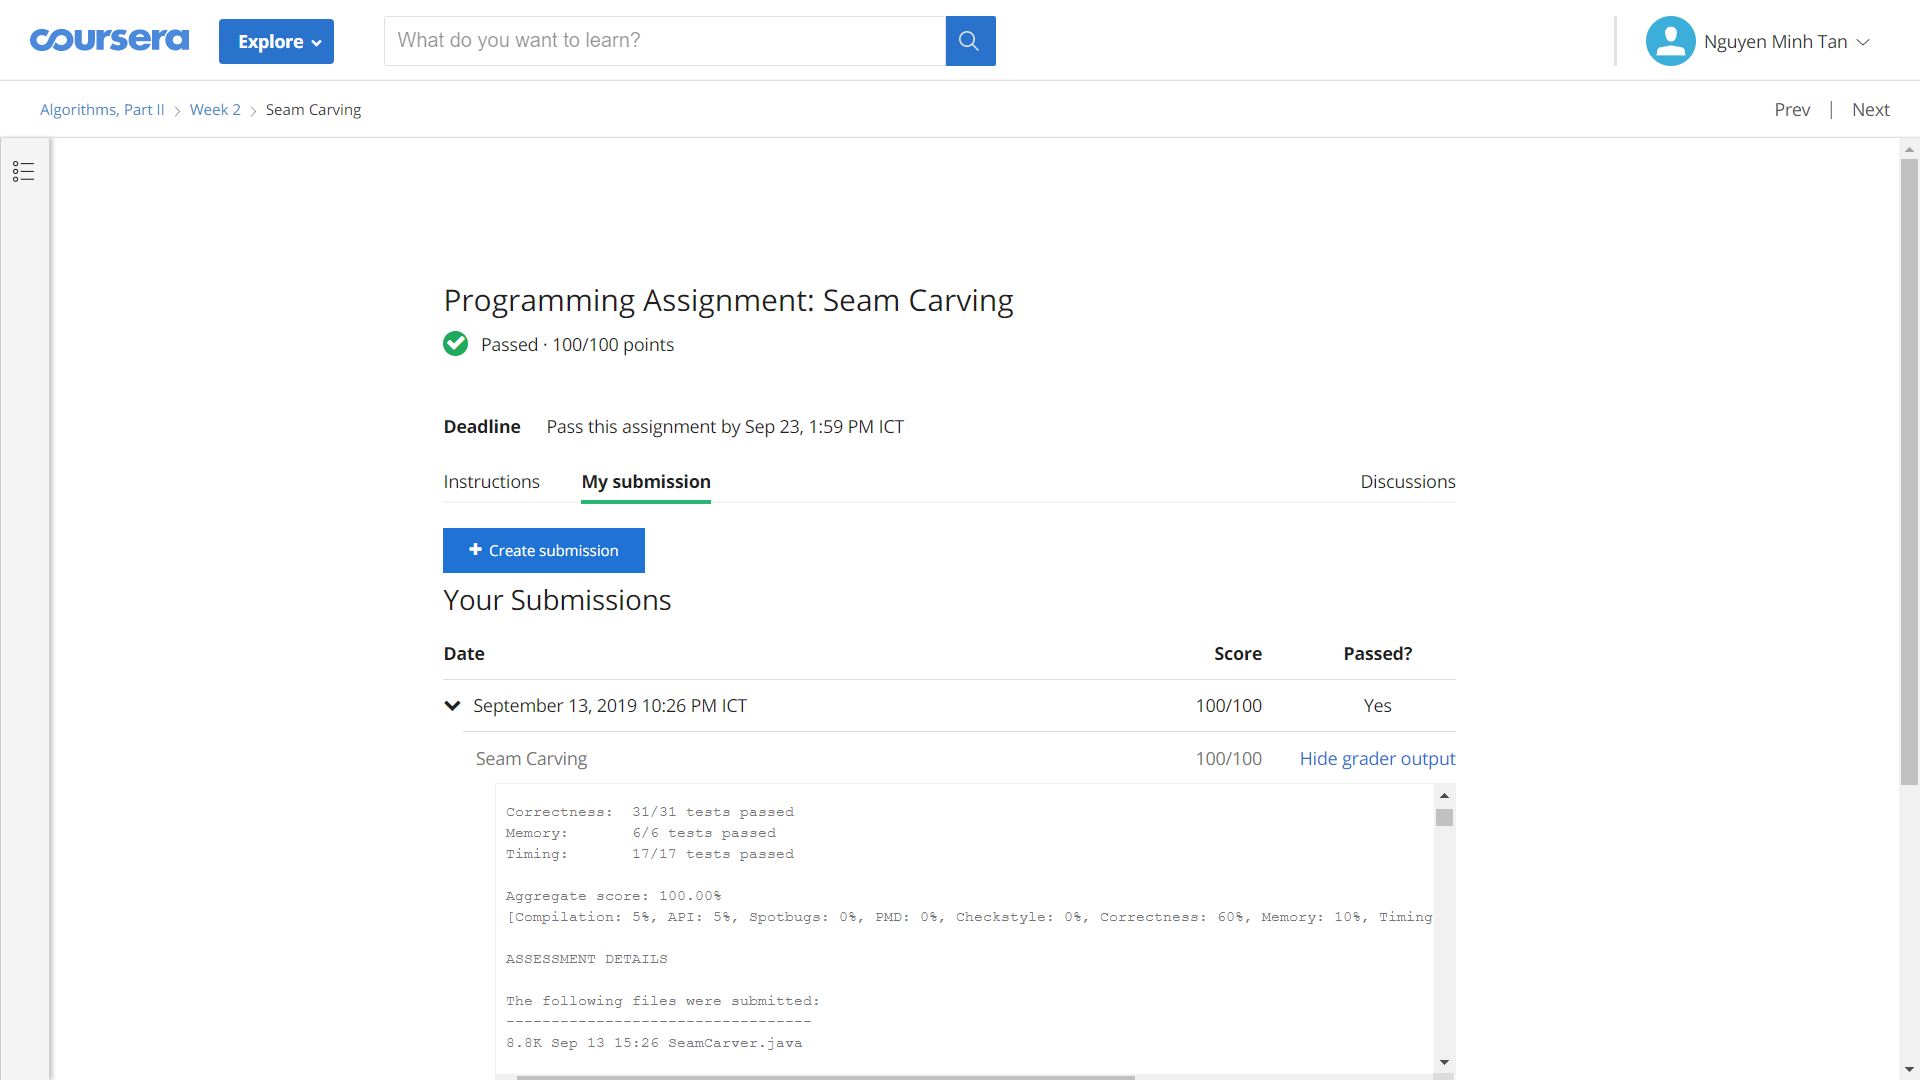 coursera
Explore
What do you want to learn?
Nguyen Minh Tan
Algorithms, Part II > Week 2 > Seam Carving
Prev | Next
Programming Assignment: Seam Carving
Passed · 100/100 points
Deadline Pass this assignment by Sep 23, 1:59 PM ICT
Instructions My submission Discussions
+ Create submission
Your Submissions
Date Score Passed?
September 13, 2019 10:26 PM ICT 100/100 Yes
Seam Carving 100/100 Hide grader output
Correctness:  31/31 tests passed
Memory:       6/6 tests passed
Timing:       17/17 tests passed
Aggregate score: 100.00%
[Compilation: 5%, API: 5%, Spotbugs: 0%, PMD: 0%, Checkstyle: 0%, Correctness: 60%, Memory: 10%, Timing
ASSESSMENT DETAILS
The following files were submitted:
----------------------------------
8.8K Sep 13 15:26 SeamCarver.java